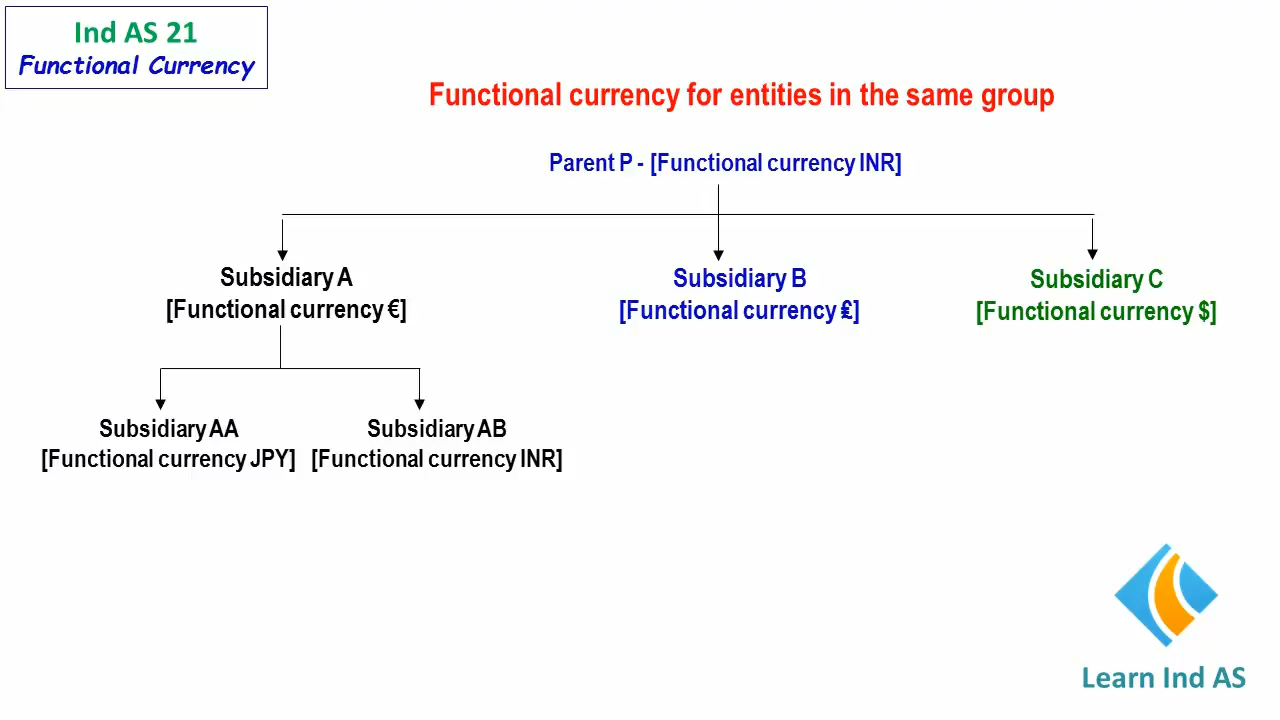 Ind AS 21
Functional Currency
Functional currency for entities in the same group
Parent P - [Functional currency INR]
Subsidiary A
[Functional currency €]
Subsidiary B
[Functional currency ₤]
Subsidiary C
[Functional currency $]
Subsidiary AA
[Functional currency JPY]
Subsidiary AB
[Functional currency INR]
Learn Ind AS